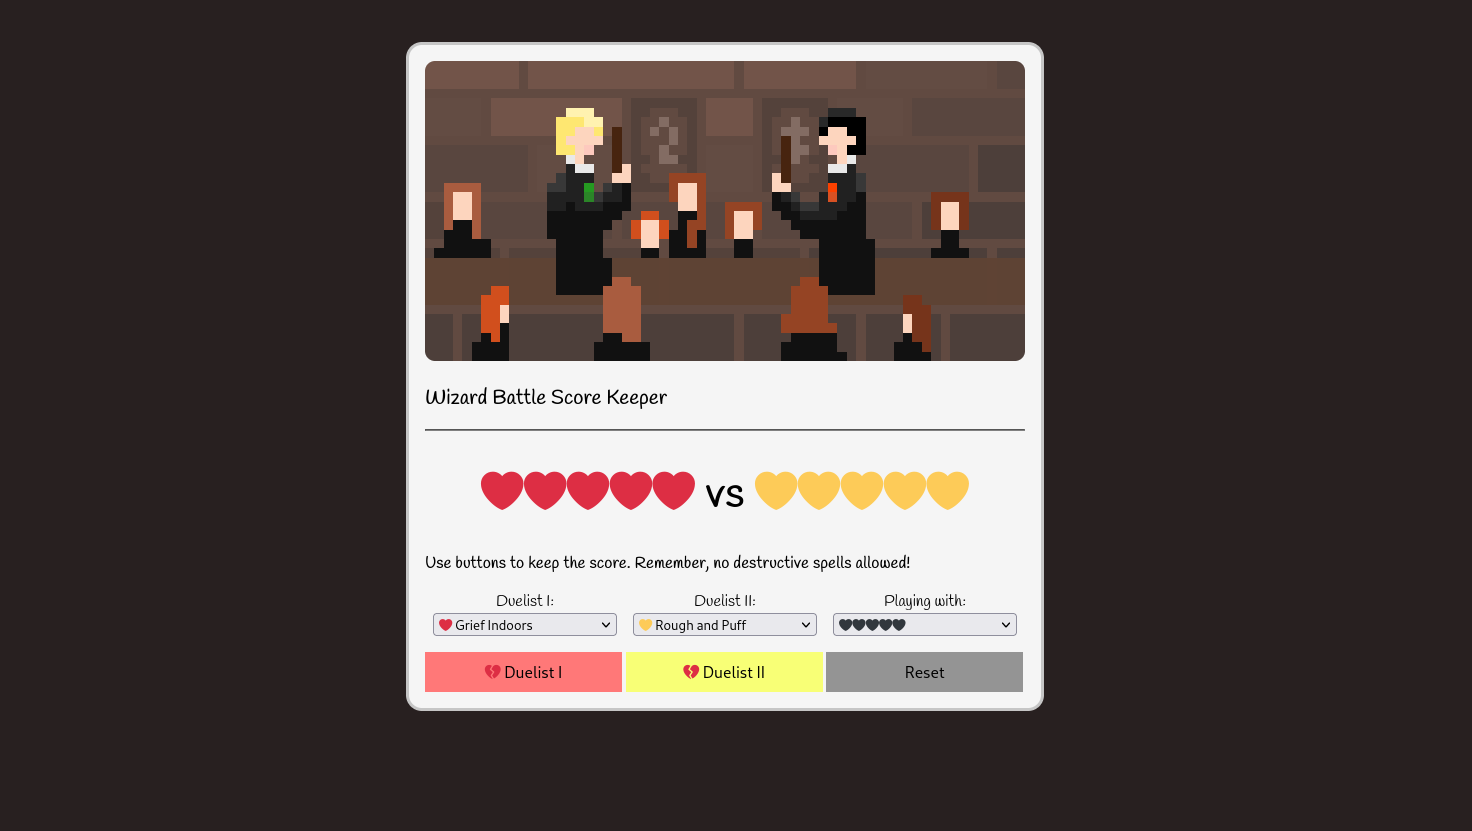 Wizard Battle Score Keeper
❤️❤️❤️❤️❤️ vs 💛💛💛💛💛
Use buttons to keep the score. Remember, no destructive spells allowed!
Duelist I: Duelist II: Playing with:
❤️ Grief Indoors 💛 Rough and Puff 🖤🖤🖤🖤🖤
💔 Duelist I 💔 Duelist II Reset